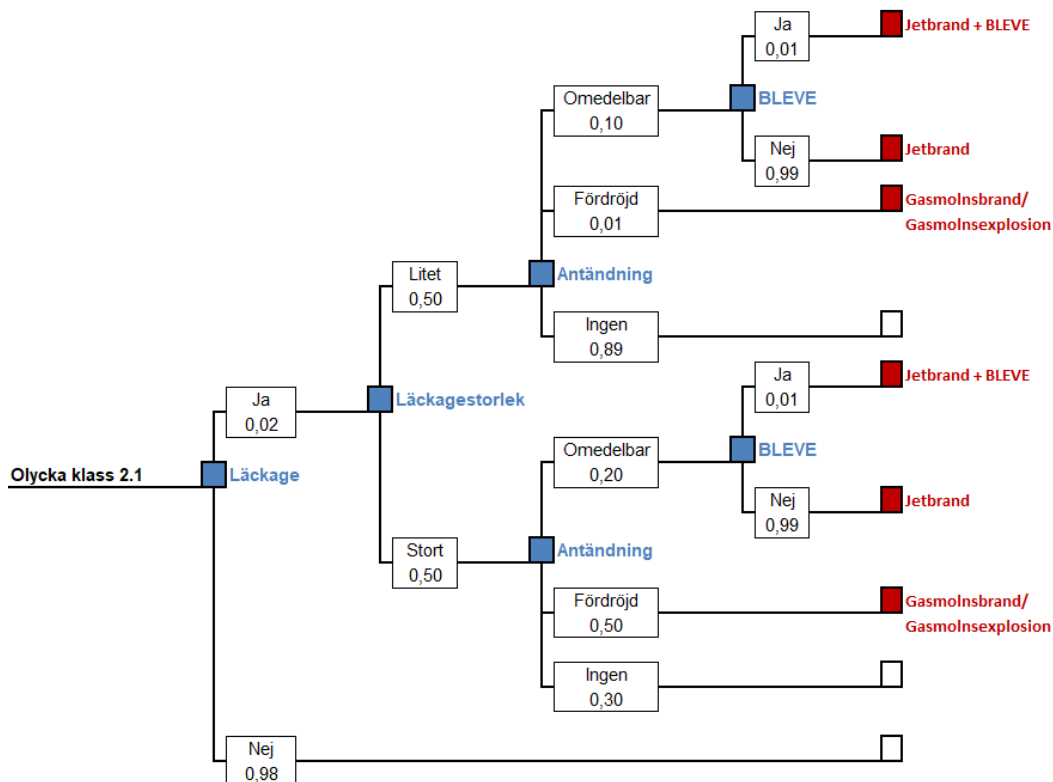 Ja
0,01
Jetbrand + BLEVE
Omedelbar
0,10
BLEVE
Nej
0,99
Jetbrand
Fördröjd
0,01
Gasmolnsbrand/
Gasmolnsexplosion
Litet
0,50
Antändning
Ingen
0,89
Ja
0,01
Jetbrand + BLEVE
Ja
0,02
Läckagestorlek
Omedelbar
0,20
BLEVE
Olycka klass 2.1
Läckage
Nej
0,99
Jetbrand
Stort
0,50
Antändning
Fördröjd
0,50
Gasmolnsbrand/
Gasmolnsexplosion
Ingen
0,30
Nej
0,98